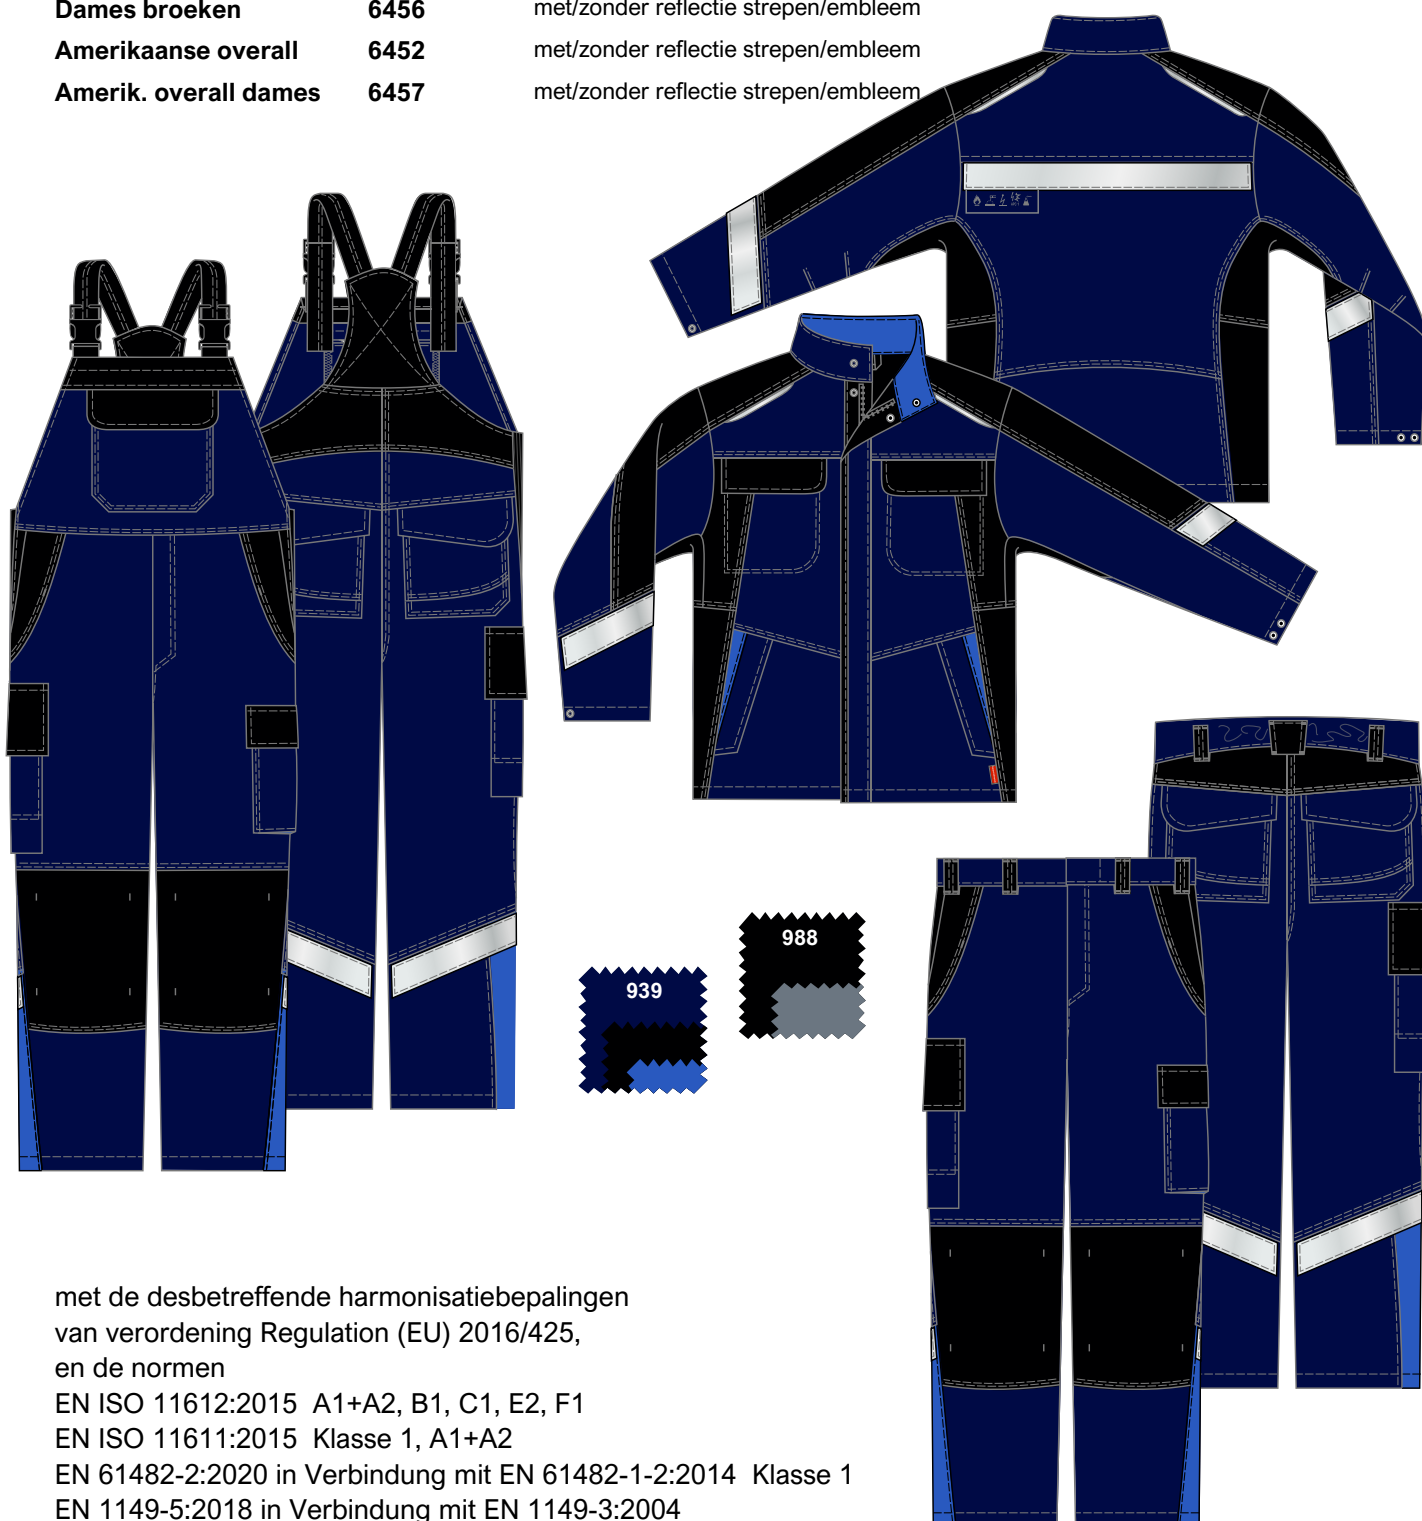 Dames broeken 6456 met/zonder reflectie strepen/embleem
Amerikaanse overall 6452 met/zonder reflectie strepen/embleem
Amerik. overall dames 6457 met/zonder reflectie strepen/embleem
988
939
met de desbetreffende harmonisatiebepalingen
van verordening Regulation (EU) 2016/425,
en de normen
EN ISO 11612:2015 A1+A2, B1, C1, E2, F1
EN ISO 11611:2015 Klasse 1, A1+A2
EN 61482-2:2020 in Verbindung mit EN 61482-1-2:2014 Klasse 1
EN 1149-5:2018 in Verbindung mit EN 1149-3:2004